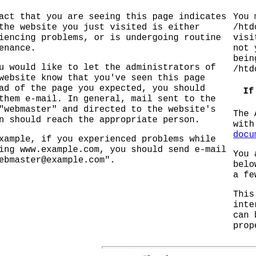 act that you are seeing this page indicates
the website you just visited is either
iencing problems, or is undergoing routine
enance.
u would like to let the administrators of
website know that you've seen this page
ad of the page you expected, you should
them e-mail. In general, mail sent to the
"webmaster" and directed to the website's
n should reach the appropriate person.
xample, if you experienced problems while
ing www.example.com, you should send e-mail
ebmaster@example.com".
You
/htdo
visit
not y
being
/htdo
If
The A
with
docu
You a
below
a few
This
inter
can b
prope